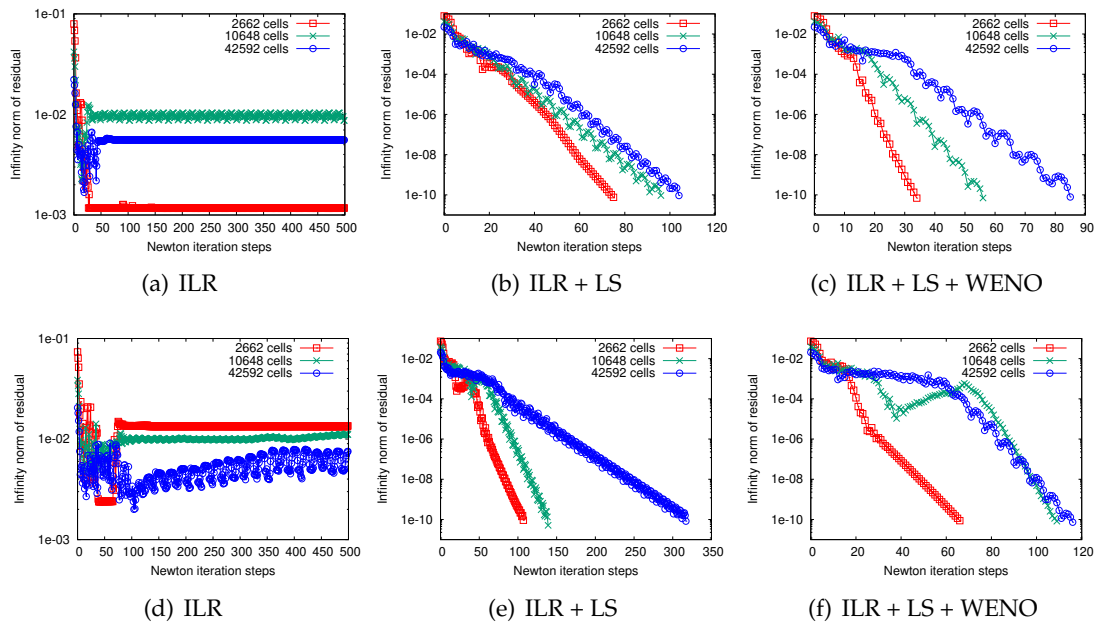 1e-01
1e-02
1e-03
Infinity norm of residual
2662 cells
10648 cells
42592 cells
0 50 100 150 200 250 300 350 400 450 500
Newton iteration steps
(a) ILR
1e-02
1e-04
1e-06
1e-08
1e-10
Infinity norm of residual
2662 cells
10648 cells
42592 cells
0 20 40 60 80 100 120
Newton iteration steps
(b) ILR + LS
1e-02
1e-04
1e-06
1e-08
1e-10
Infinity norm of residual
2662 cells
10648 cells
42592 cells
0 10 20 30 40 50 60 70 80 90
Newton iteration steps
(c) ILR + LS + WENO
1e-01
1e-02
1e-03
Infinity norm of residual
2662 cells
10648 cells
42592 cells
0 50 100 150 200 250 300 350 400 450 500
Newton iteration steps
(d) ILR
1e-02
1e-04
1e-06
1e-08
1e-10
Infinity norm of residual
2662 cells
10648 cells
42592 cells
0 50 100 150 200 250 300 350
Newton iteration steps
(e) ILR + LS
1e-02
1e-04
1e-06
1e-08
1e-10
Infinity norm of residual
2662 cells
10648 cells
42592 cells
0 20 40 60 80 100 120
Newton iteration steps
(f) ILR + LS + WENO